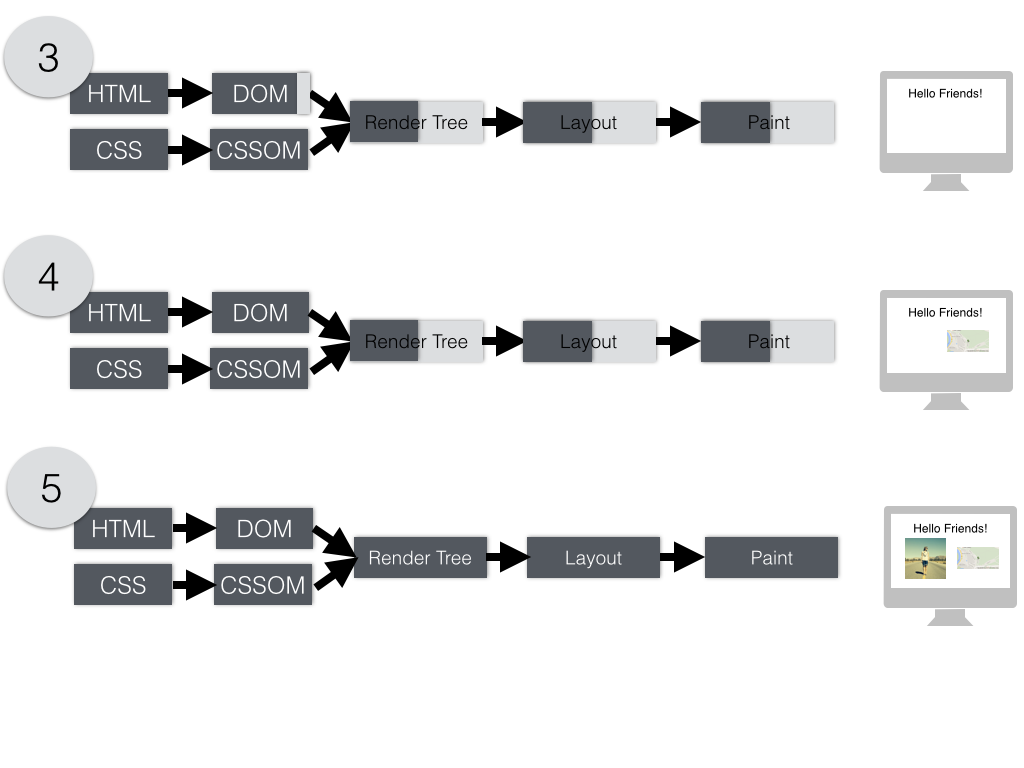 3
HTML
DOM
CSS
CSSOM
Render Tree
Layout
Paint
Hello Friends!
4
HTML
DOM
CSS
CSSOM
Render Tree
Layout
Paint
Hello Friends!
5
HTML
DOM
CSS
CSSOM
Render Tree
Layout
Paint
Hello Friends!